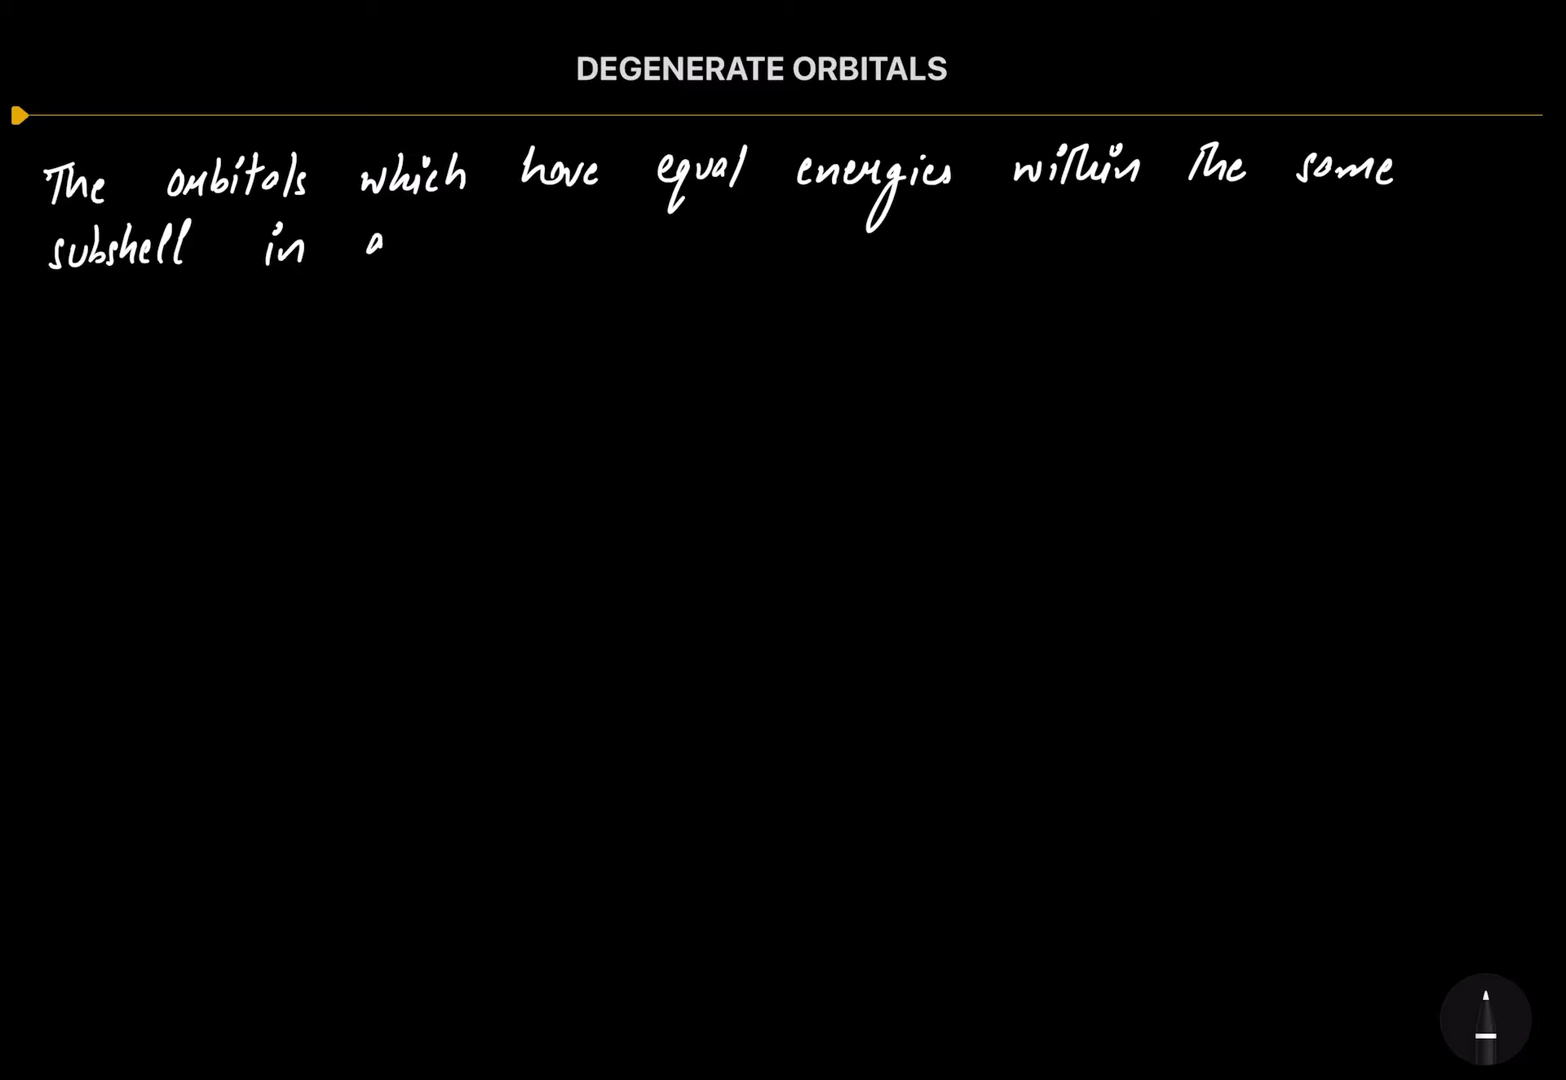 DEGENERATE ORBITALS
The orbitals which have equal energies within the same
subshell in a